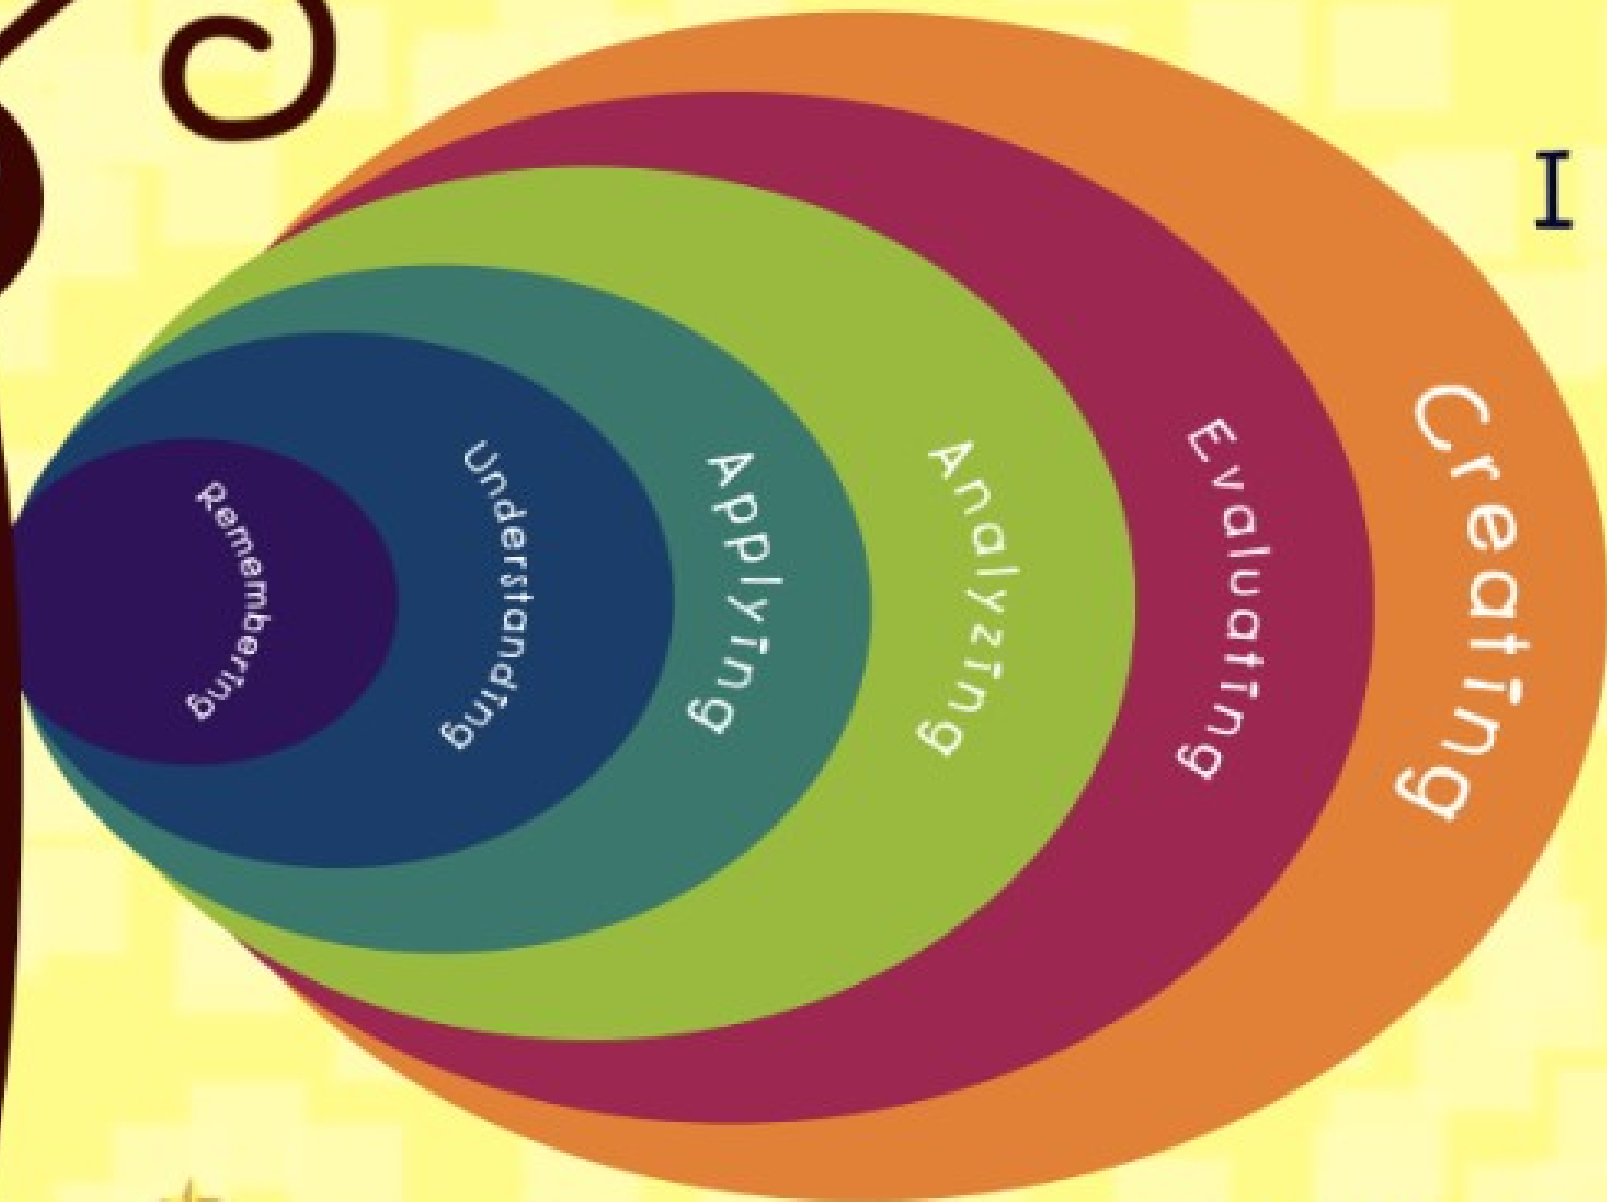 Remembering
Understanding
Applying
Analyzing
Evaluating
Creating
I